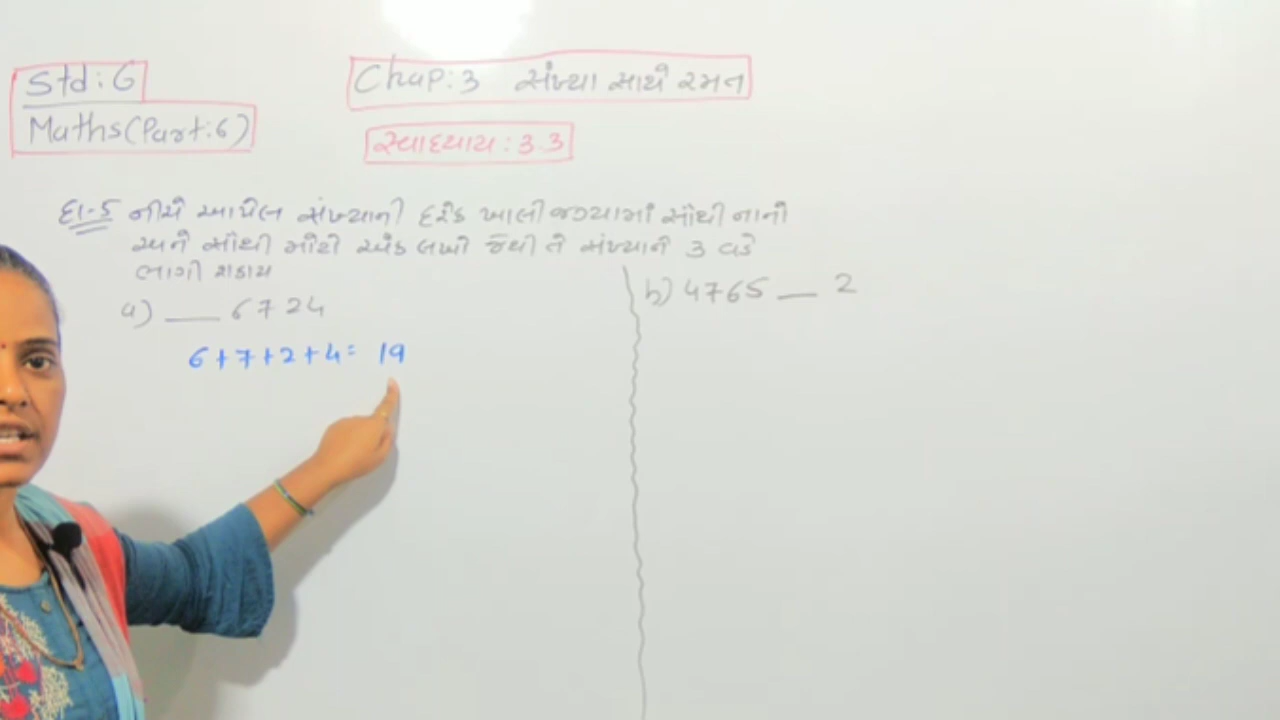 Std: 6
Maths(Part:6)
Chap: 3 સંખ્યા સાથે રમત
સ્વાધ્યાય: 3.3
દા-5 નીચે આપેલ સંખ્યાની દરેક ખાલી જગ્યામાં સૌથી નાનો
અને સૌથી મોટો અંક લખો જેથી તે સંખ્યાને 3 વડે
ભાગી શકાય
a) ___ 6724
6+7+2+4= 19
b) 4765 __ 2